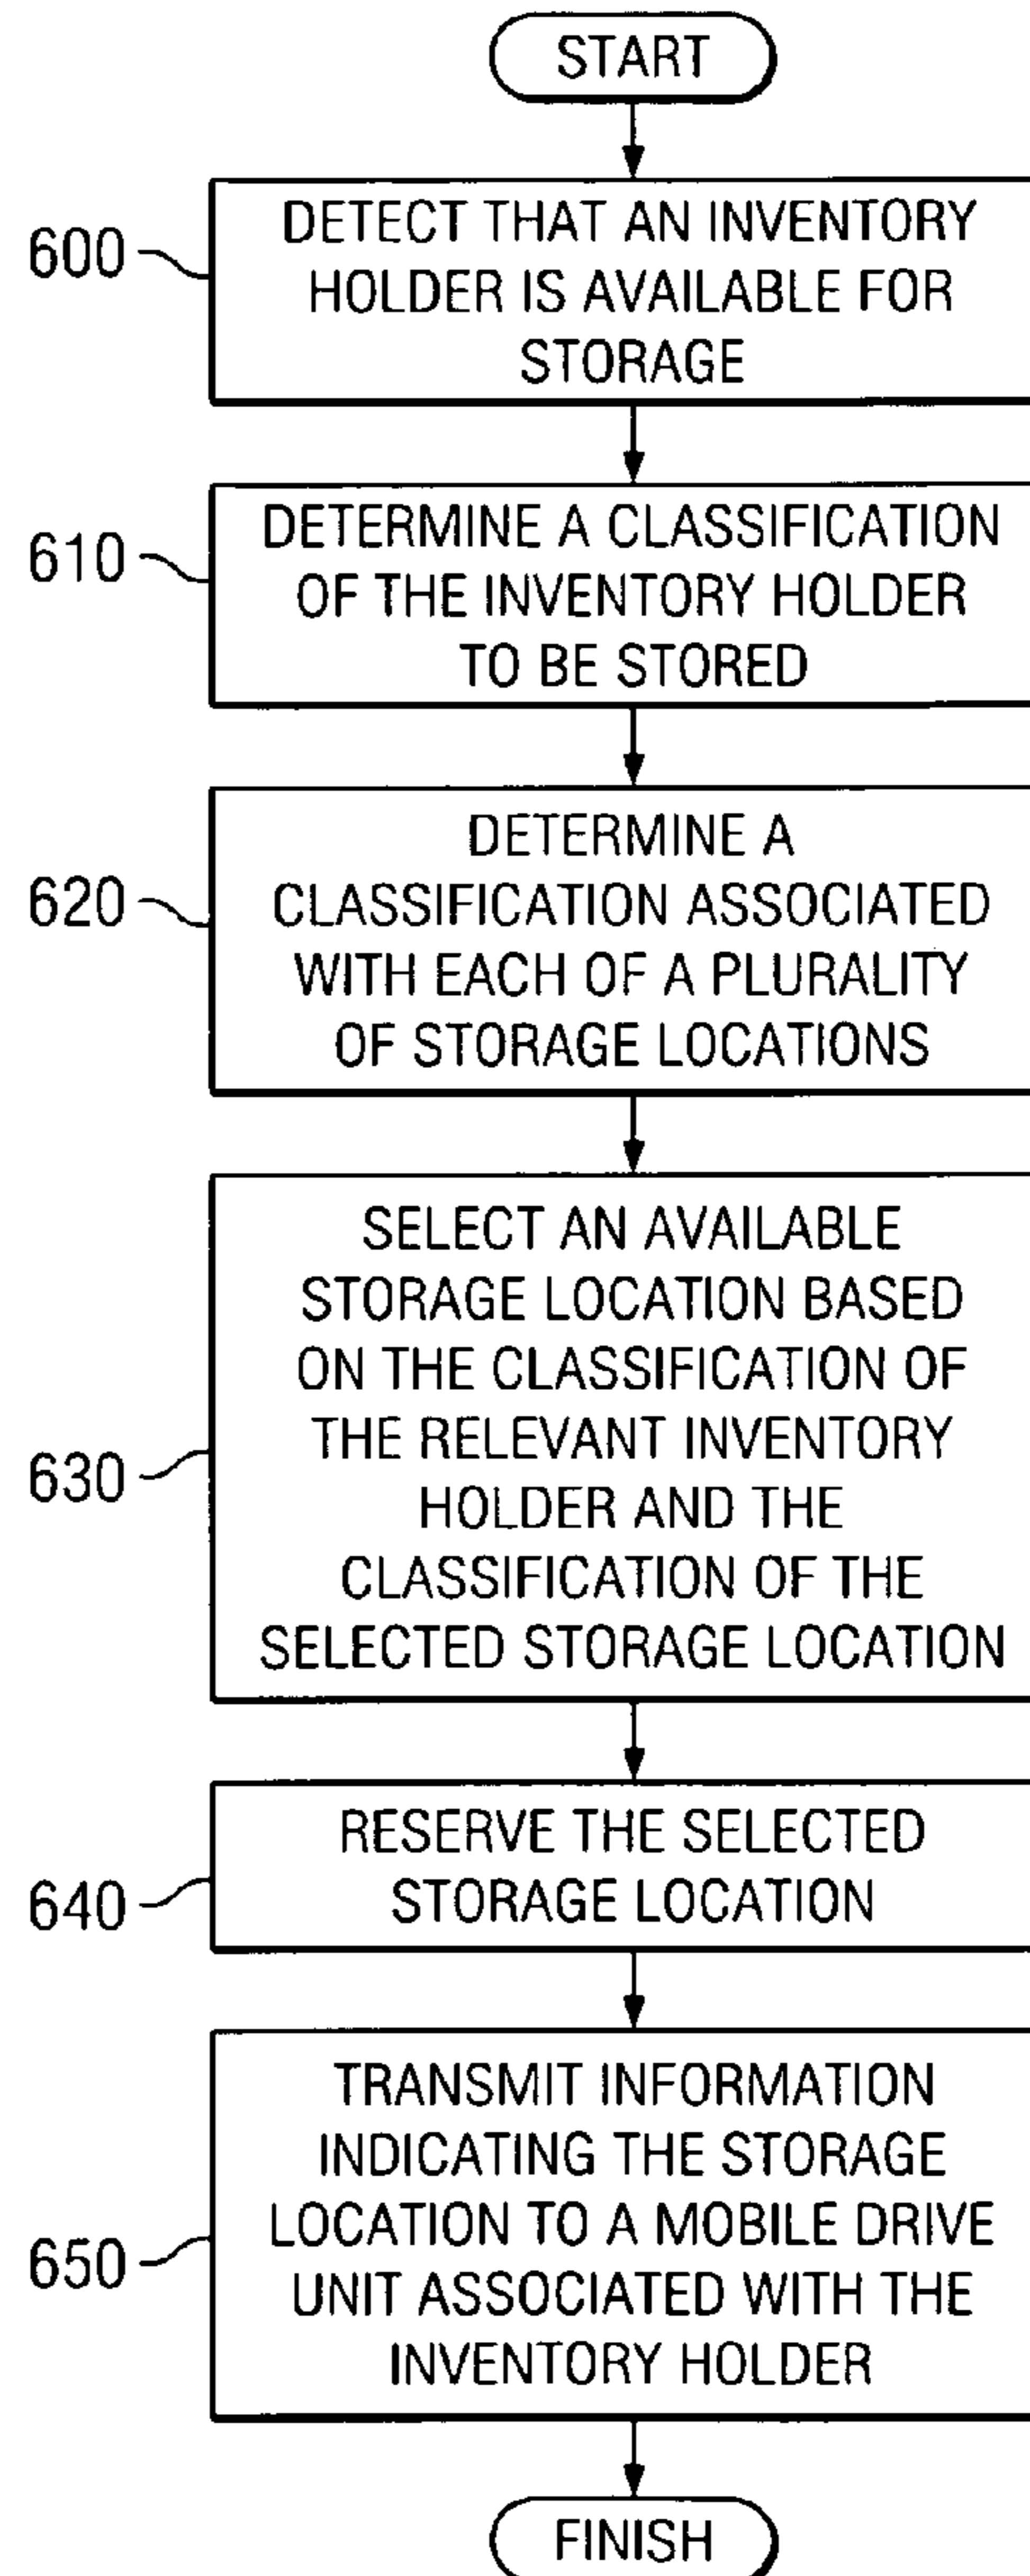 START
600
DETECT THAT AN INVENTORY
HOLDER IS AVAILABLE FOR
STORAGE
610
DETERMINE A CLASSIFICATION
OF THE INVENTORY HOLDER
TO BE STORED
620
DETERMINE A
CLASSIFICATION ASSOCIATED
WITH EACH OF A PLURALITY
OF STORAGE LOCATIONS
630
SELECT AN AVAILABLE
STORAGE LOCATION BASED
ON THE CLASSIFICATION OF
THE RELEVANT INVENTORY
HOLDER AND THE
CLASSIFICATION OF THE
SELECTED STORAGE LOCATION
640
RESERVE THE SELECTED
STORAGE LOCATION
650
TRANSMIT INFORMATION
INDICATING THE STORAGE
LOCATION TO A MOBILE DRIVE
UNIT ASSOCIATED WITH THE
INVENTORY HOLDER
FINISH